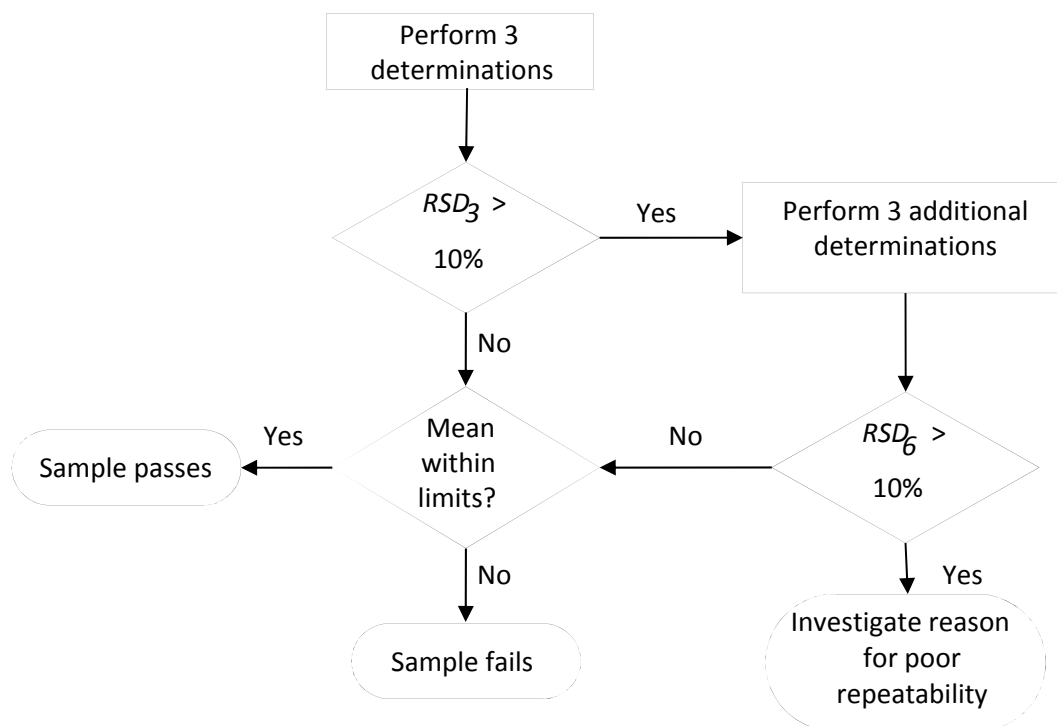 Perform 3
determinations
RSD3 >
10%
Yes
Perform 3 additional
determinations
No
Mean
within
limits?
Yes
Sample passes
No
RSD6 >
10%
No
Sample fails
Yes
Investigate reason
for poor
repeatability